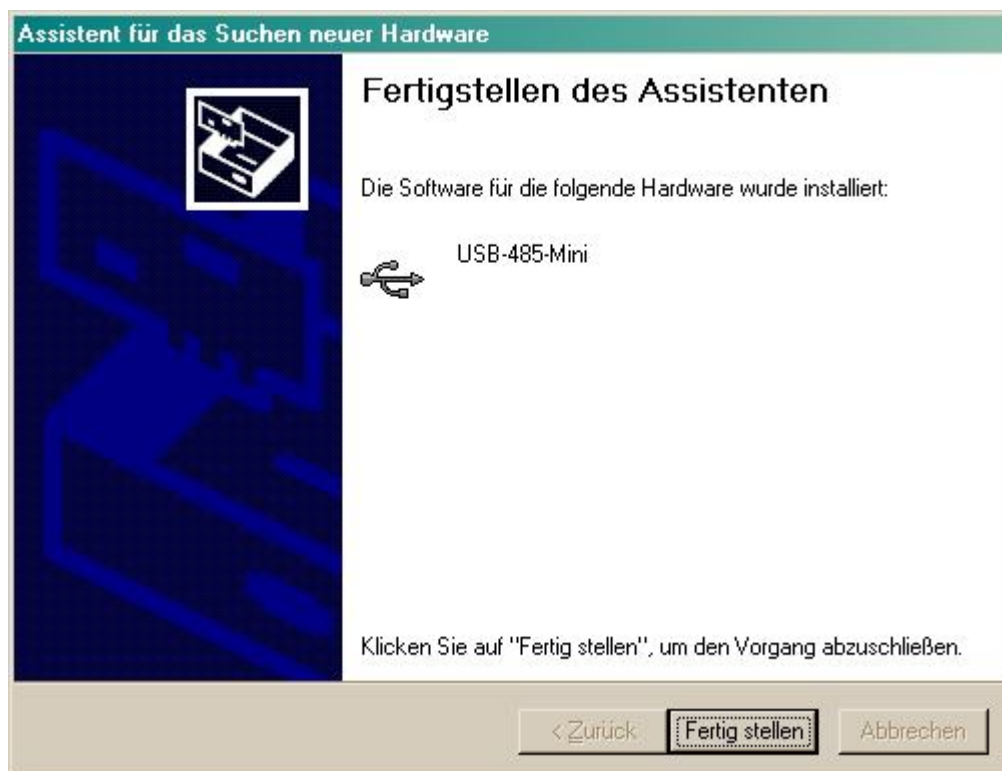 Assistent für das Suchen neuer Hardware
Fertigstellen des Assistenten
Die Software für die folgende Hardware wurde installiert:
USB-485-Mini
Klicken Sie auf "Fertig stellen", um den Vorgang abzuschließen.
< Zurück Fertig stellen Abbrechen